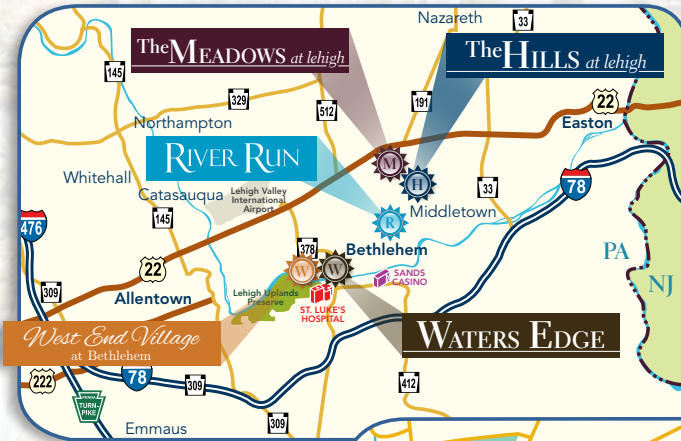 Nazareth
33
The MEADOWS at lehigh
The HILLS at lehigh
145
329
512
191
22
Northampton
Easton
RIVER RUN
Whitehall
Catasauqua
Lehigh Valley
International
Airport
M
H
78
33
145
R
Middletown
476
378
Bethlehem
PA
22
W
W
SANDS
CASINO
NJ
309
Allentown
Lehigh Uplands
Preserve
ST. LUKE'S
HOSPITAL
West End Village
at Bethlehem
WATERS EDGE
222
78
309
412
PENNA
TURN-
PIKE
309
Emmaus